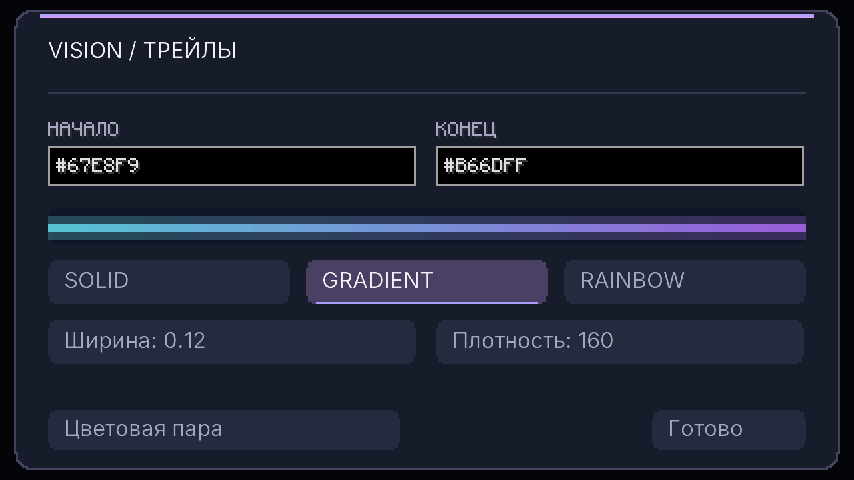 VISION / ТРЕЙЛЫ
НАЧАЛО
КОНЕЦ
#67E8F9
#B66DFF
SOLID
GRADIENT
RAINBOW
Ширина: 0.12
Плотность: 160
Цветовая пара
Готово